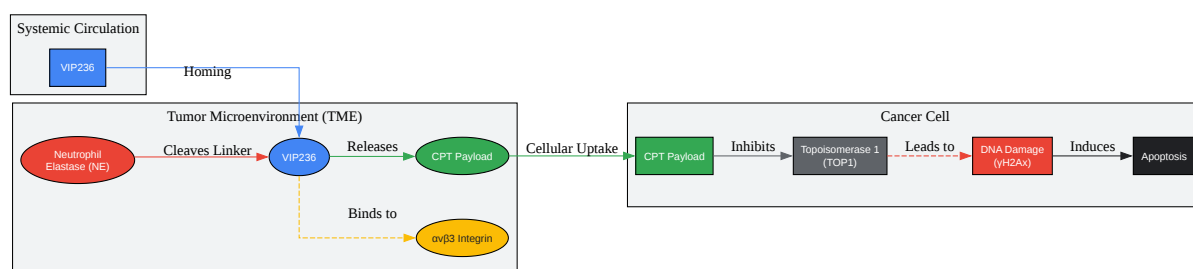 Systemic Circulation
VIP236
Homing
Tumor Microenvironment (TME)
Neutrophil
Elastase (NE)
Cleaves Linker
VIP236
Releases
CPT Payload
Binds to
αvβ3 Integrin
Cellular Uptake
Cancer Cell
CPT Payload
Inhibits
Topoisomerase 1
(TOP1)
Leads to
DNA Damage
(γH2Ax)
Induces
Apoptosis